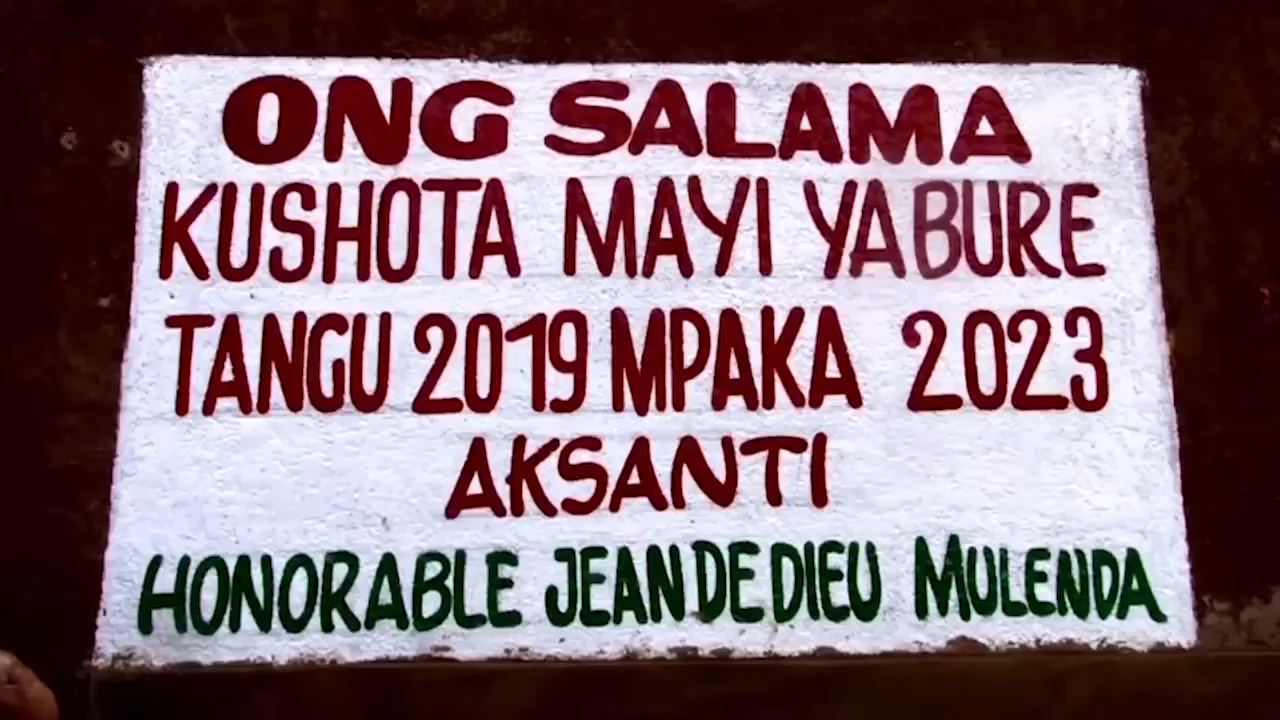 ONG SALAMA
KUSHOTA MAYI YA BURE
TANGU 2019 MPAKA 2023
AKSANTI
HONORABLE JEAN DE DIEU MULENDA